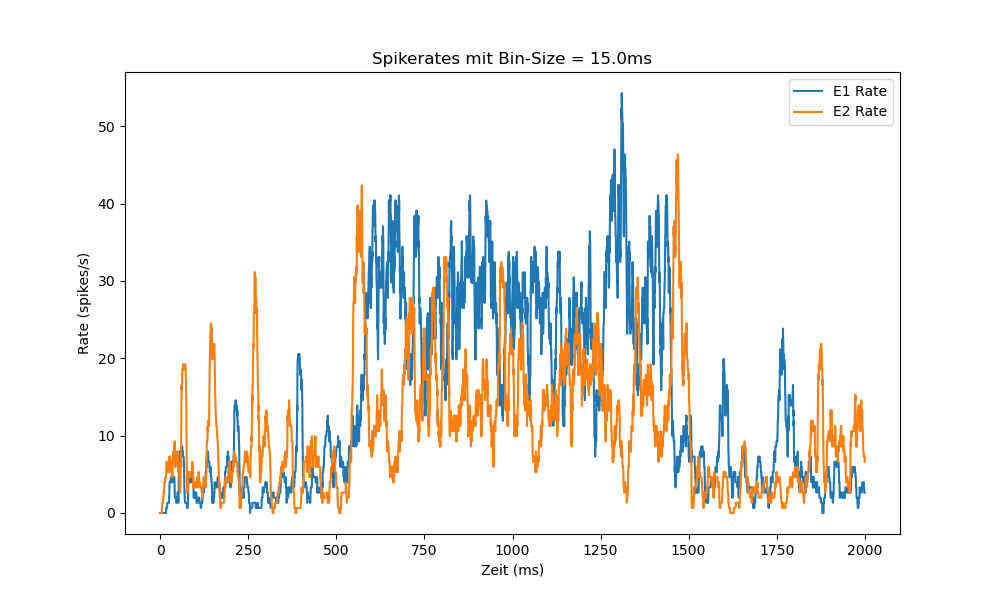 Spikerates mit Bin-Size = 15.0ms
E1 Rate
E2 Rate
Rate (spikes/s)
50
40
30
20
10
0
0 250 500 750 1000 1250 1500 1750 2000
Zeit (ms)